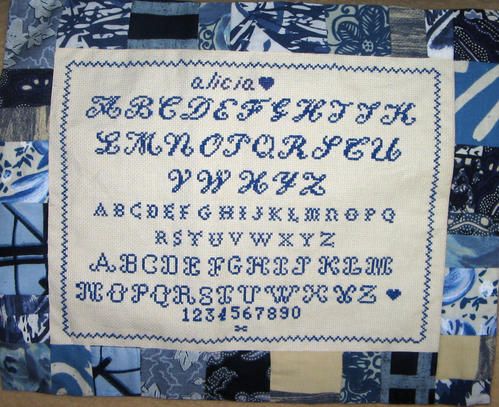 alicia
ABCDEFGHIJK
LMNOPQRSTU
VWXYZ
ABCDEFGHIJKLMNOPQ
RSTUVWXYZ
ABCDEFGHIJKLM
NOPQRSTUVWXYZ
1234567890